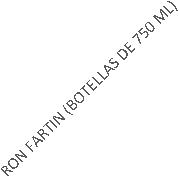 RON FARTIN (BOTELLAS DE 750 ML)